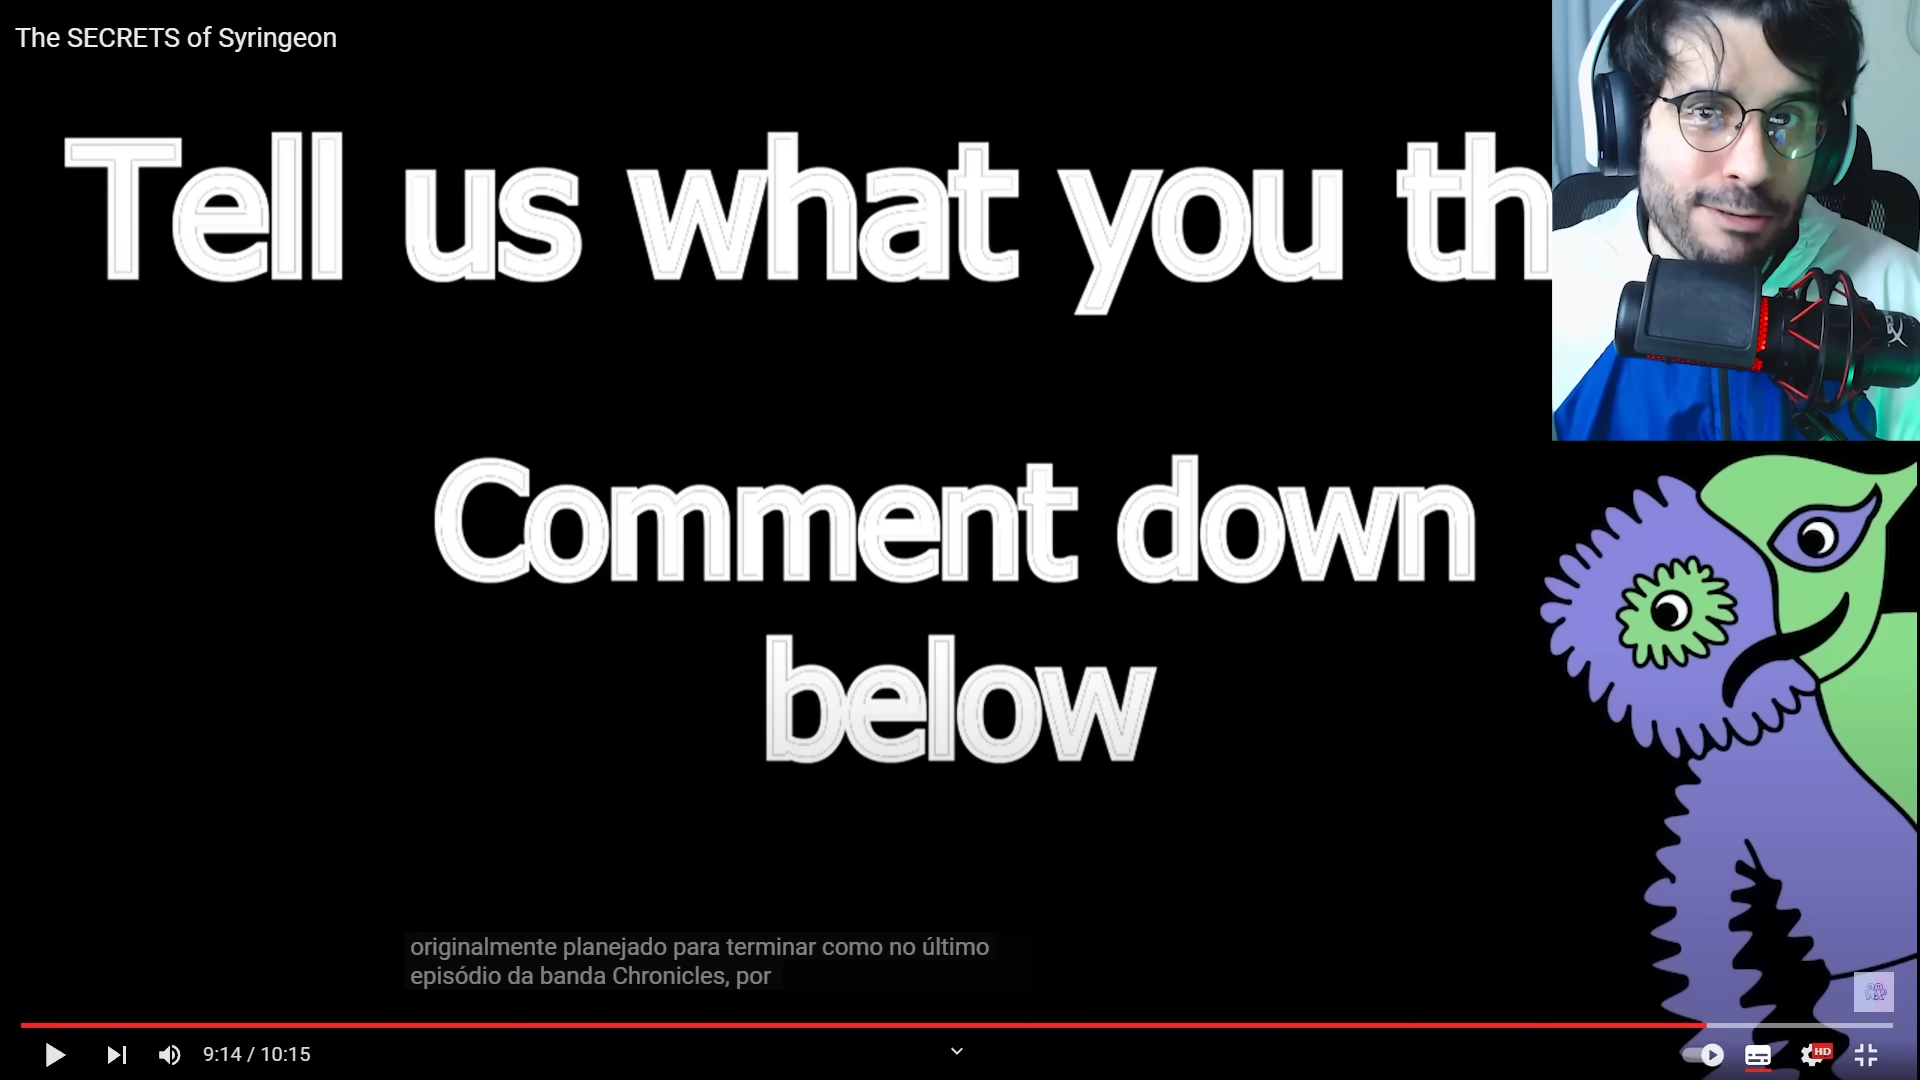 The SECRETS of Syringeon
Tell us what you th
Comment down
below
originalmente planejado para terminar como no último
episódio da banda Chronicles, por
9:14 / 10:15
HD